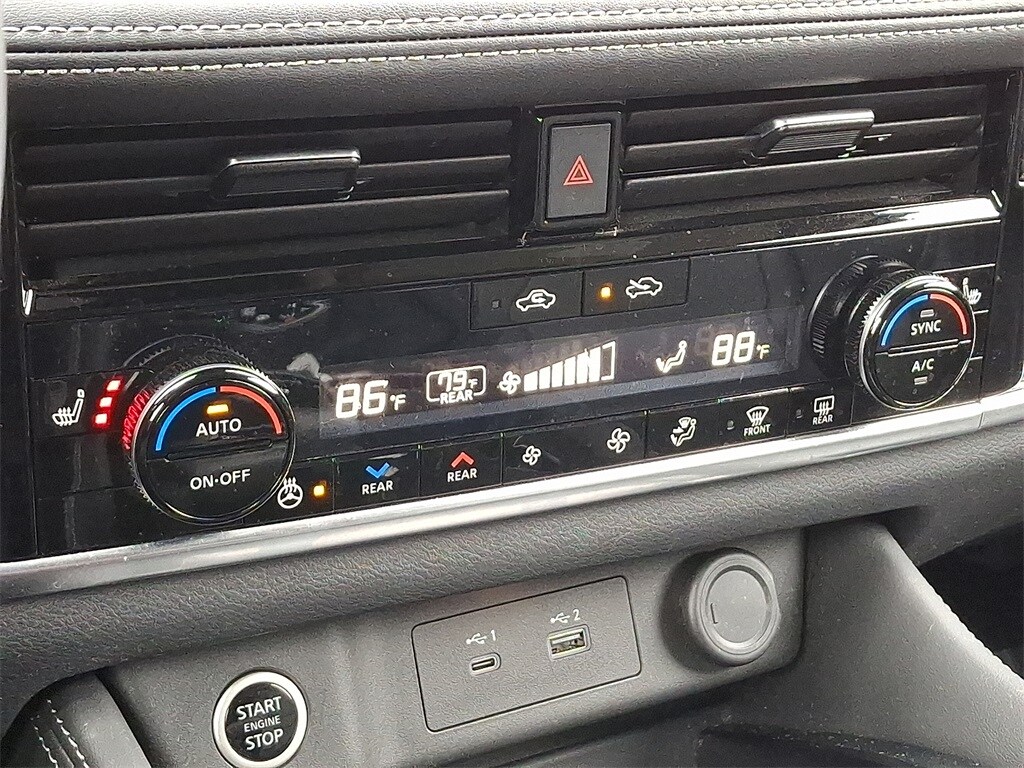 SYNC
A/C
86°F
79°F
REAR
88°F
AUTO
ON·OFF
REAR
REAR
FRONT
REAR
1
2
START
ENGINE
STOP